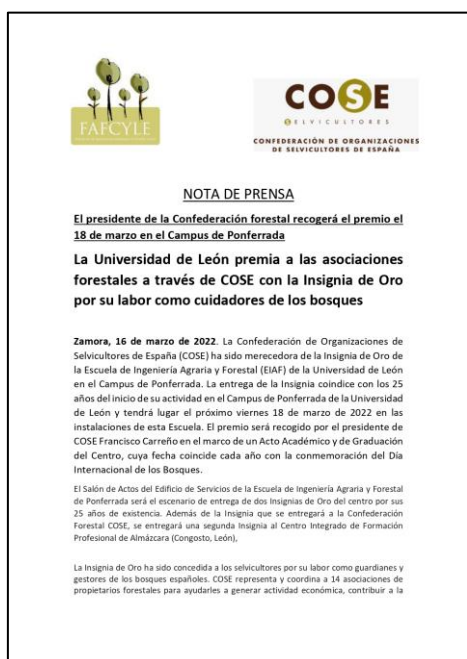 FAFCYLE
COSE
SELVICULTORES
CONFEDERACIÓN DE ORGANIZACIONES
DE SELVICULTORES DE ESPAÑA
NOTA DE PRENSA
El presidente de la Confederación forestal recogerá el premio el
18 de marzo en el Campus de Ponferrada
La Universidad de León premia a las asociaciones
forestales a través de COSE con la Insignia de Oro
por su labor como cuidadores de los bosques
Zamora, 16 de marzo de 2022. La Confederación de Organizaciones de
Selvicultores de España (COSE) ha sido merecedora de la Insignia de Oro de
la Escuela de Ingeniería Agraria y Forestal (EIAF) de la Universidad de León
en el Campus de Ponferrada. La entrega de la Insignia coindice con los 25
años del inicio de su actividad en el Campus de Ponferrada de la Universidad
de León y tendrá lugar el próximo viernes 18 de marzo de 2022 en las
instalaciones de esta Escuela. El premio será recogido por el presidente de
COSE Francisco Carreño en el marco de un Acto Académico y de Graduación
del Centro, cuya fecha coincide cada año con la conmemoración del Día
Internacional de los Bosques.
El Salón de Actos del Edificio de Servicios de la Escuela de Ingeniería Agraria y Forestal
de Ponferrada será el escenario de entrega de dos Insignias de Oro del centro por sus
25 años de existencia. Además de la Insignia que se entregará a la Confederación
Forestal COSE, se entregará una segunda Insignia al Centro Integrado de Formación
Profesional de Almázcara (Congosto, León),
La Insignia de Oro ha sido concedida a los selvicultores por su labor como guardianes y
gestores de los bosques españoles. COSE representa y coordina a 14 asociaciones de
propietarios forestales para ayudarles a generar actividad económica, contribuir a la